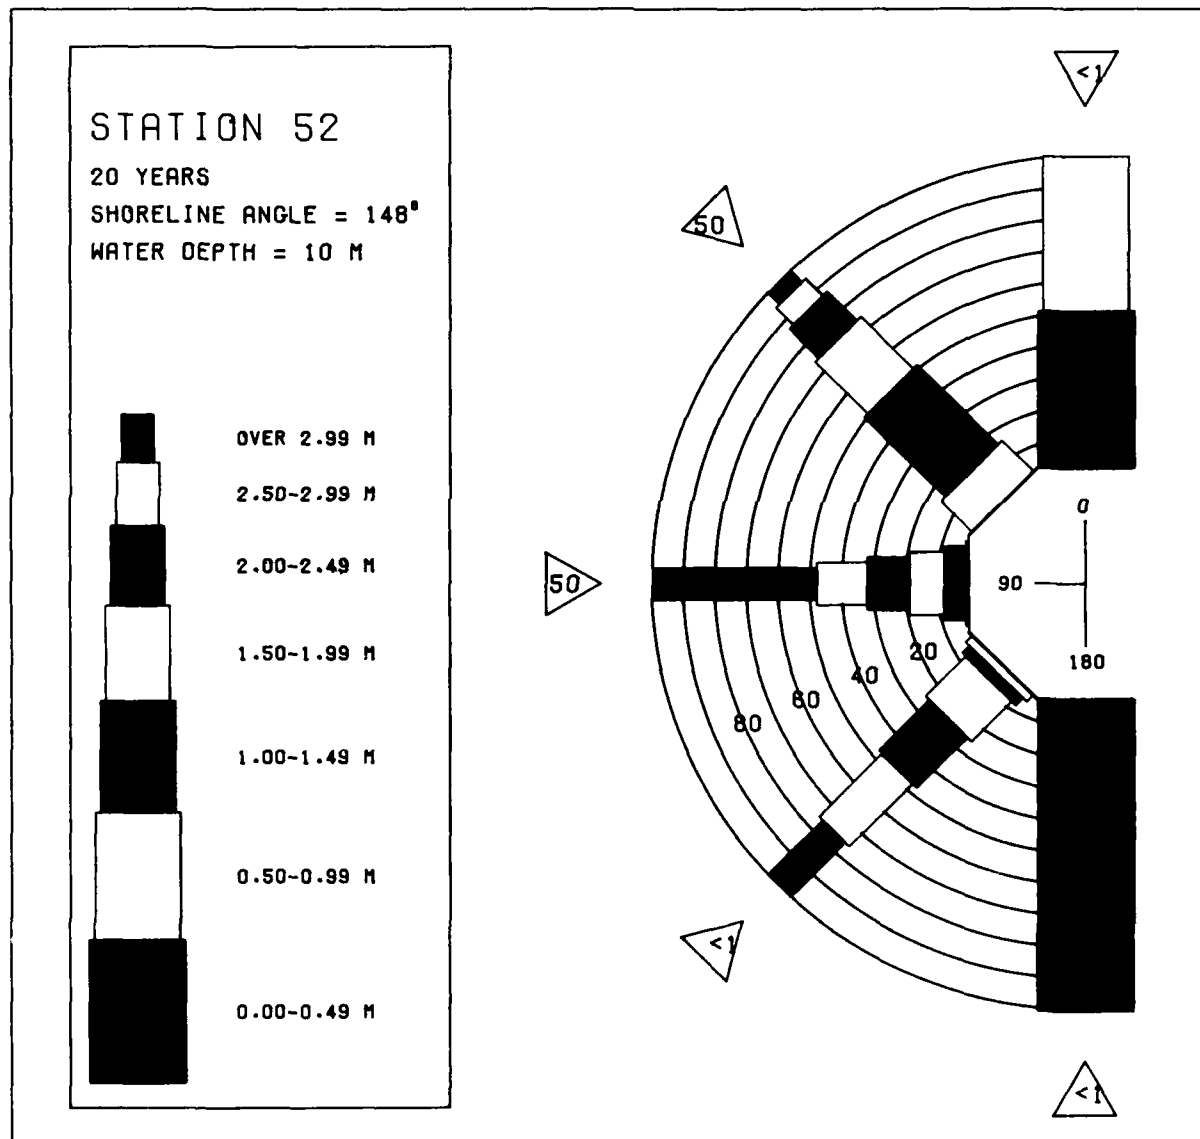 STATION 52
20 YEARS
SHORELINE ANGLE = 148°
WATER DEPTH = 10 M
OVER 2.99 M
2.50-2.99 M
2.00-2.49 M
1.50-1.99 M
1.00-1.49 M
0.50-0.99 M
0.00-0.49 M
<1
50
50
0
90
180
20
40
60
80
<1
<1